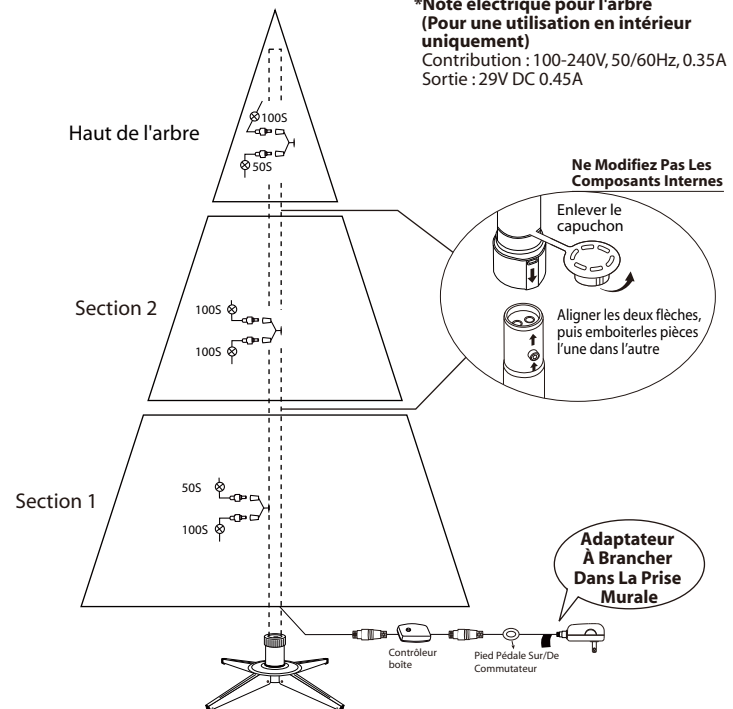 *Note électrique pour l'arbre
(Pour une utilisation en intérieur
uniquement)
Contribution : 100-240V, 50/60Hz, 0.35A
Sortie : 29V DC 0.45A
Haut de l'arbre
100S
50S
Ne Modifiez Pas Les
Composants Internes
Enlever le
capuchon
Aligner les deux flèches,
puis emboiterles pièces
l'une dans l'autre
Section 2
100S
100S
Section 1
50S
100S
Adaptateur
À Brancher
Dans La Prise
Murale
Contrôleur
boîte
Pied Pédale Sur/De
Commutateur